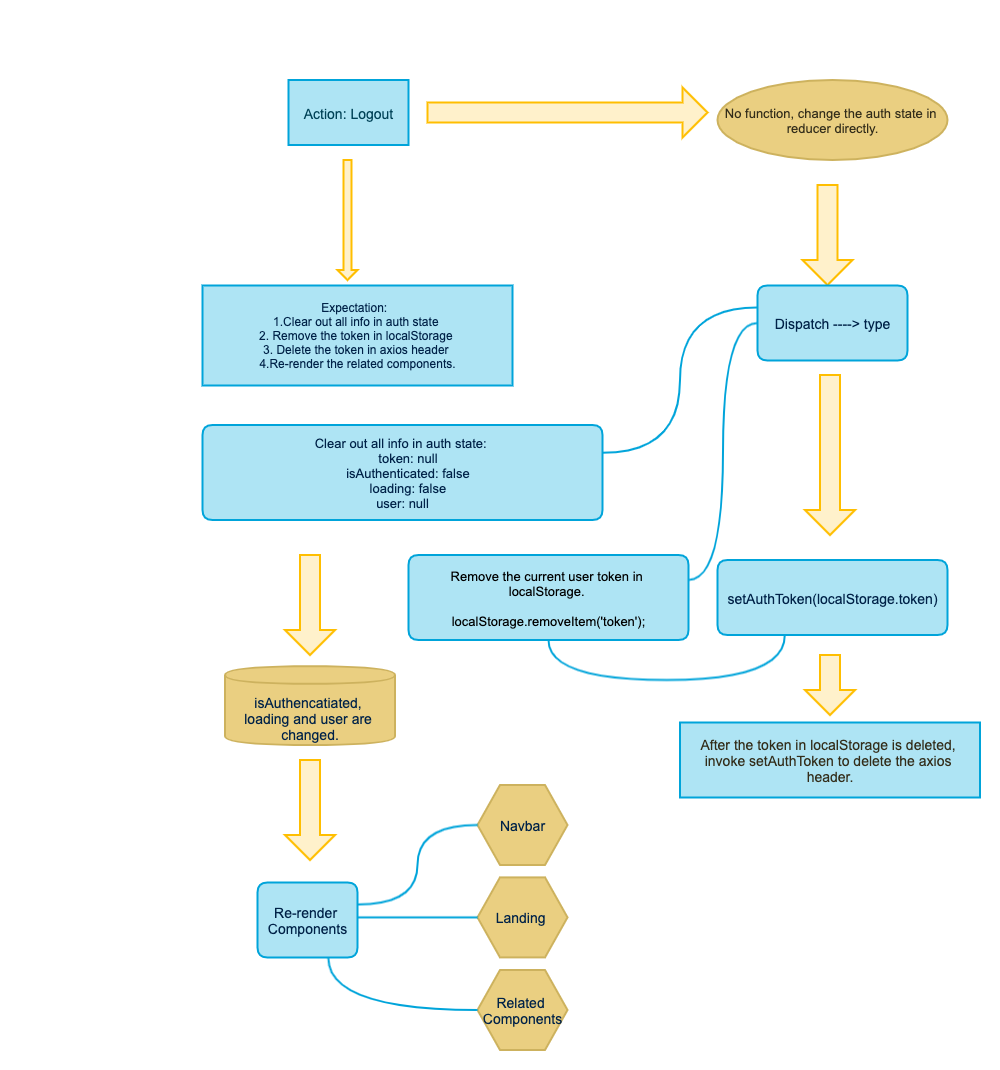 Action: Logout
No function, change the auth state in
reducer directly.
Expectation:
1.Clear out all info in auth state
2. Remove the token in localStorage
3. Delete the token in axios header
4.Re-render the related components.
Dispatch ----> type
Clear out all info in auth state:
token: null
isAuthenticated: false
loading: false
user: null
Remove the current user token in
localStorage.
localStorage.removeItem('token');
setAuthToken(localStorage.token)
isAuthencatiated,
loading and user are
changed.
After the token in localStorage is deleted,
invoke setAuthToken to delete the axios
header.
Navbar
Re-render
Components
Landing
Related
Components